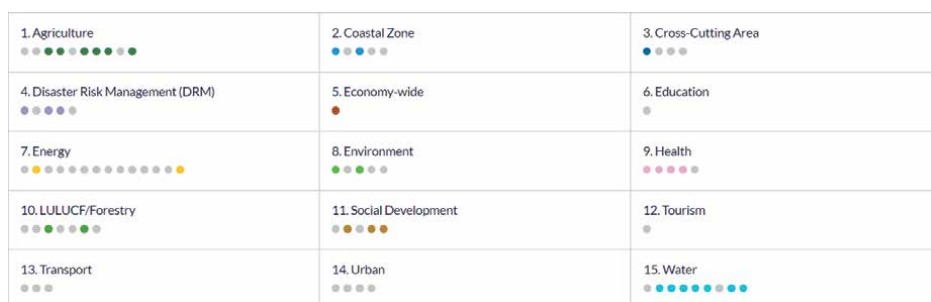 1. Agriculture
2. Coastal Zone
3. Cross-Cutting Area
4. Disaster Risk Management (DRM)
5. Economy-wide
6. Education
7. Energy
8. Environment
9. Health
10. LULUCF/Forestry
11. Social Development
12. Tourism
13. Transport
14. Urban
15. Water